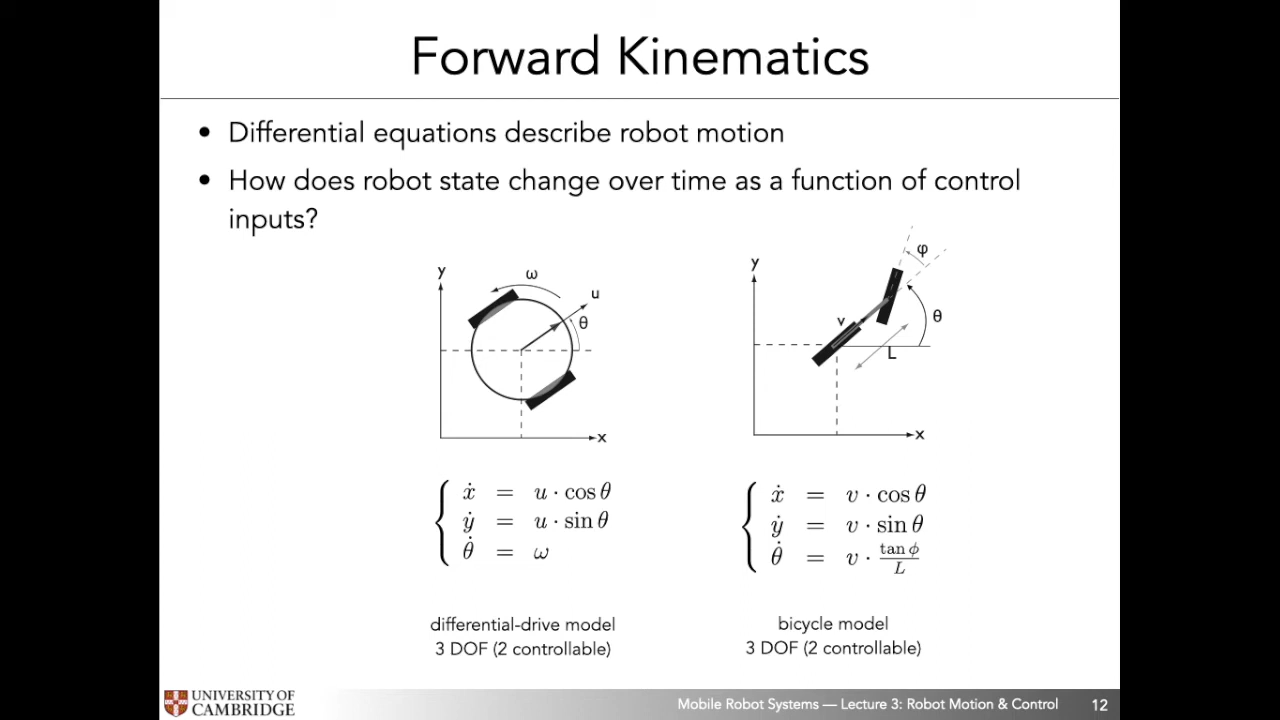 Forward Kinematics
• Differential equations describe robot motion
• How does robot state change over time as a function of control
inputs?
y
ω
u
θ
x
y
φ
v
θ
L
x
ẋ = u · cos θ
ẏ = u · sin θ
θ̇ = ω
ẋ = v · cos θ
ẏ = v · sin θ
θ̇ = v · tan ϕ / L
differential-drive model
3 DOF (2 controllable)
bicycle model
3 DOF (2 controllable)
UNIVERSITY OF
CAMBRIDGE
Mobile Robot Systems — Lecture 3: Robot Motion & Control
12